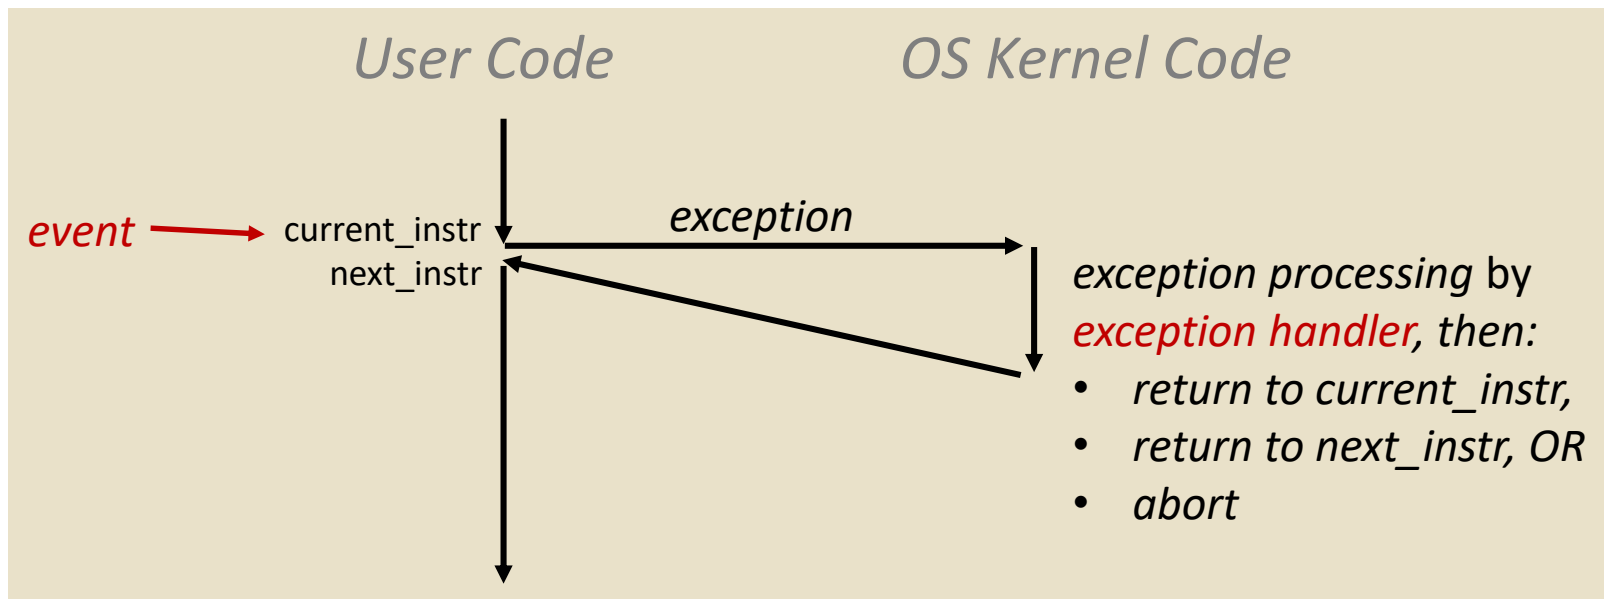 User Code
OS Kernel Code
event
current_instr
next_instr
exception
exception processing by
exception handler, then:
• return to current_instr,
• return to next_instr, OR
• abort